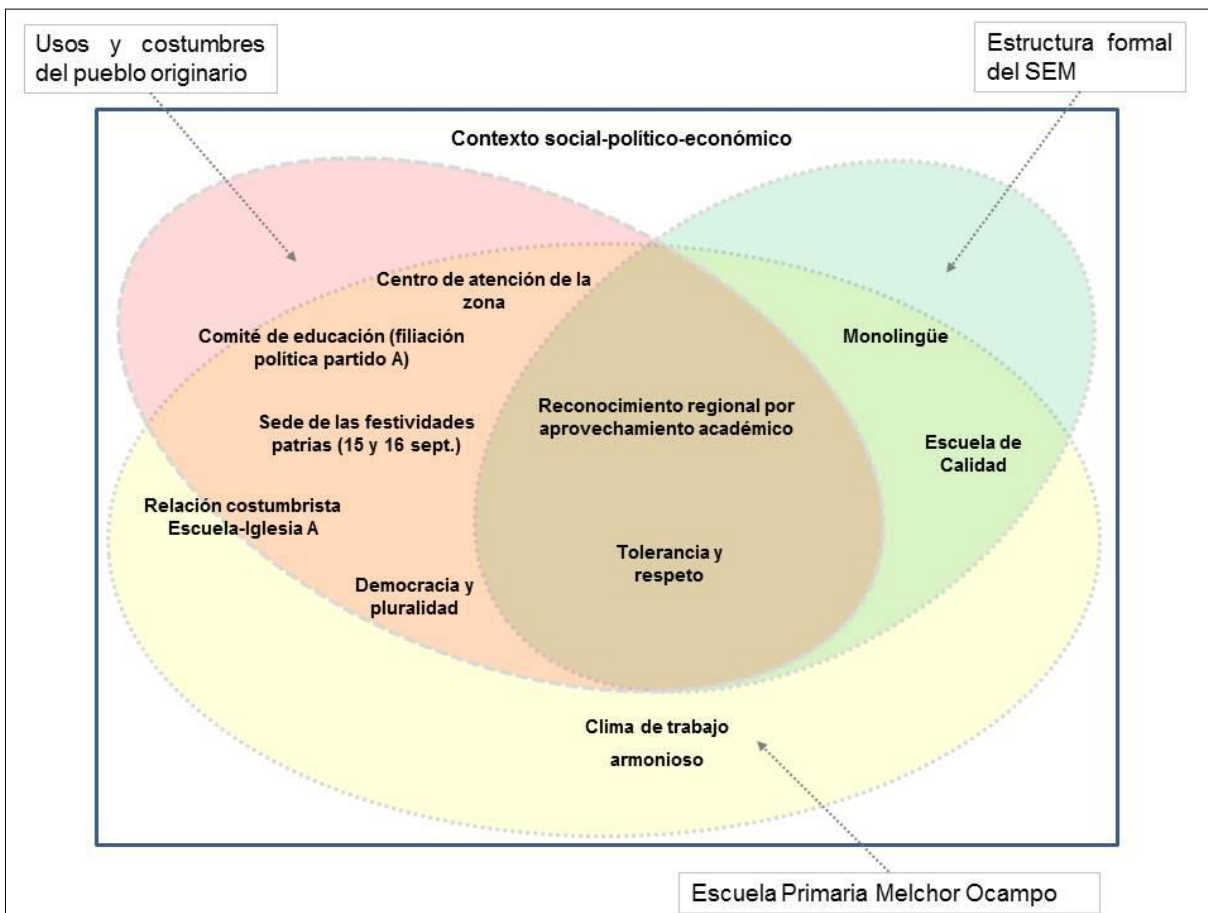 Usos y costumbres
del pueblo originario
Estructura formal
del SEM
Contexto social-político-económico
Centro de atención de la
zona
Comité de educación (filiación
política partido A)
Monolingüe
Sede de las festividades
patrias (15 y 16 sept.)
Reconocimiento regional por
aprovechamiento académico
Escuela de
Calidad
Relación costumbrista
Escuela-Iglesia A
Tolerancia y
respeto
Democracia y
pluralidad
Clima de trabajo
armonioso
Escuela Primaria Melchor Ocampo